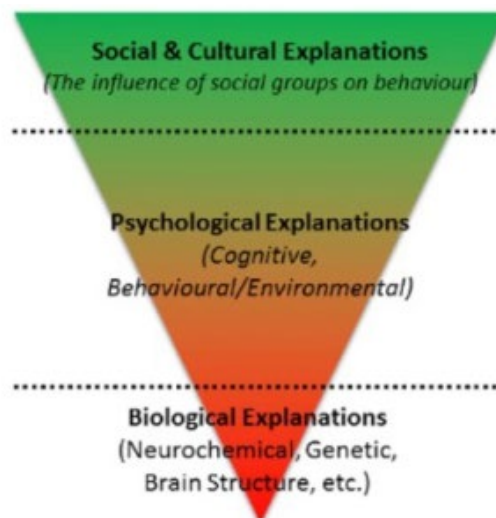 Social & Cultural Explanations
(The influence of social groups on behaviour)
Psychological Explanations
(Cognitive,
Behavioural/Environmental)
Biological Explanations
(Neurochemical, Genetic,
Brain Structure, etc.)